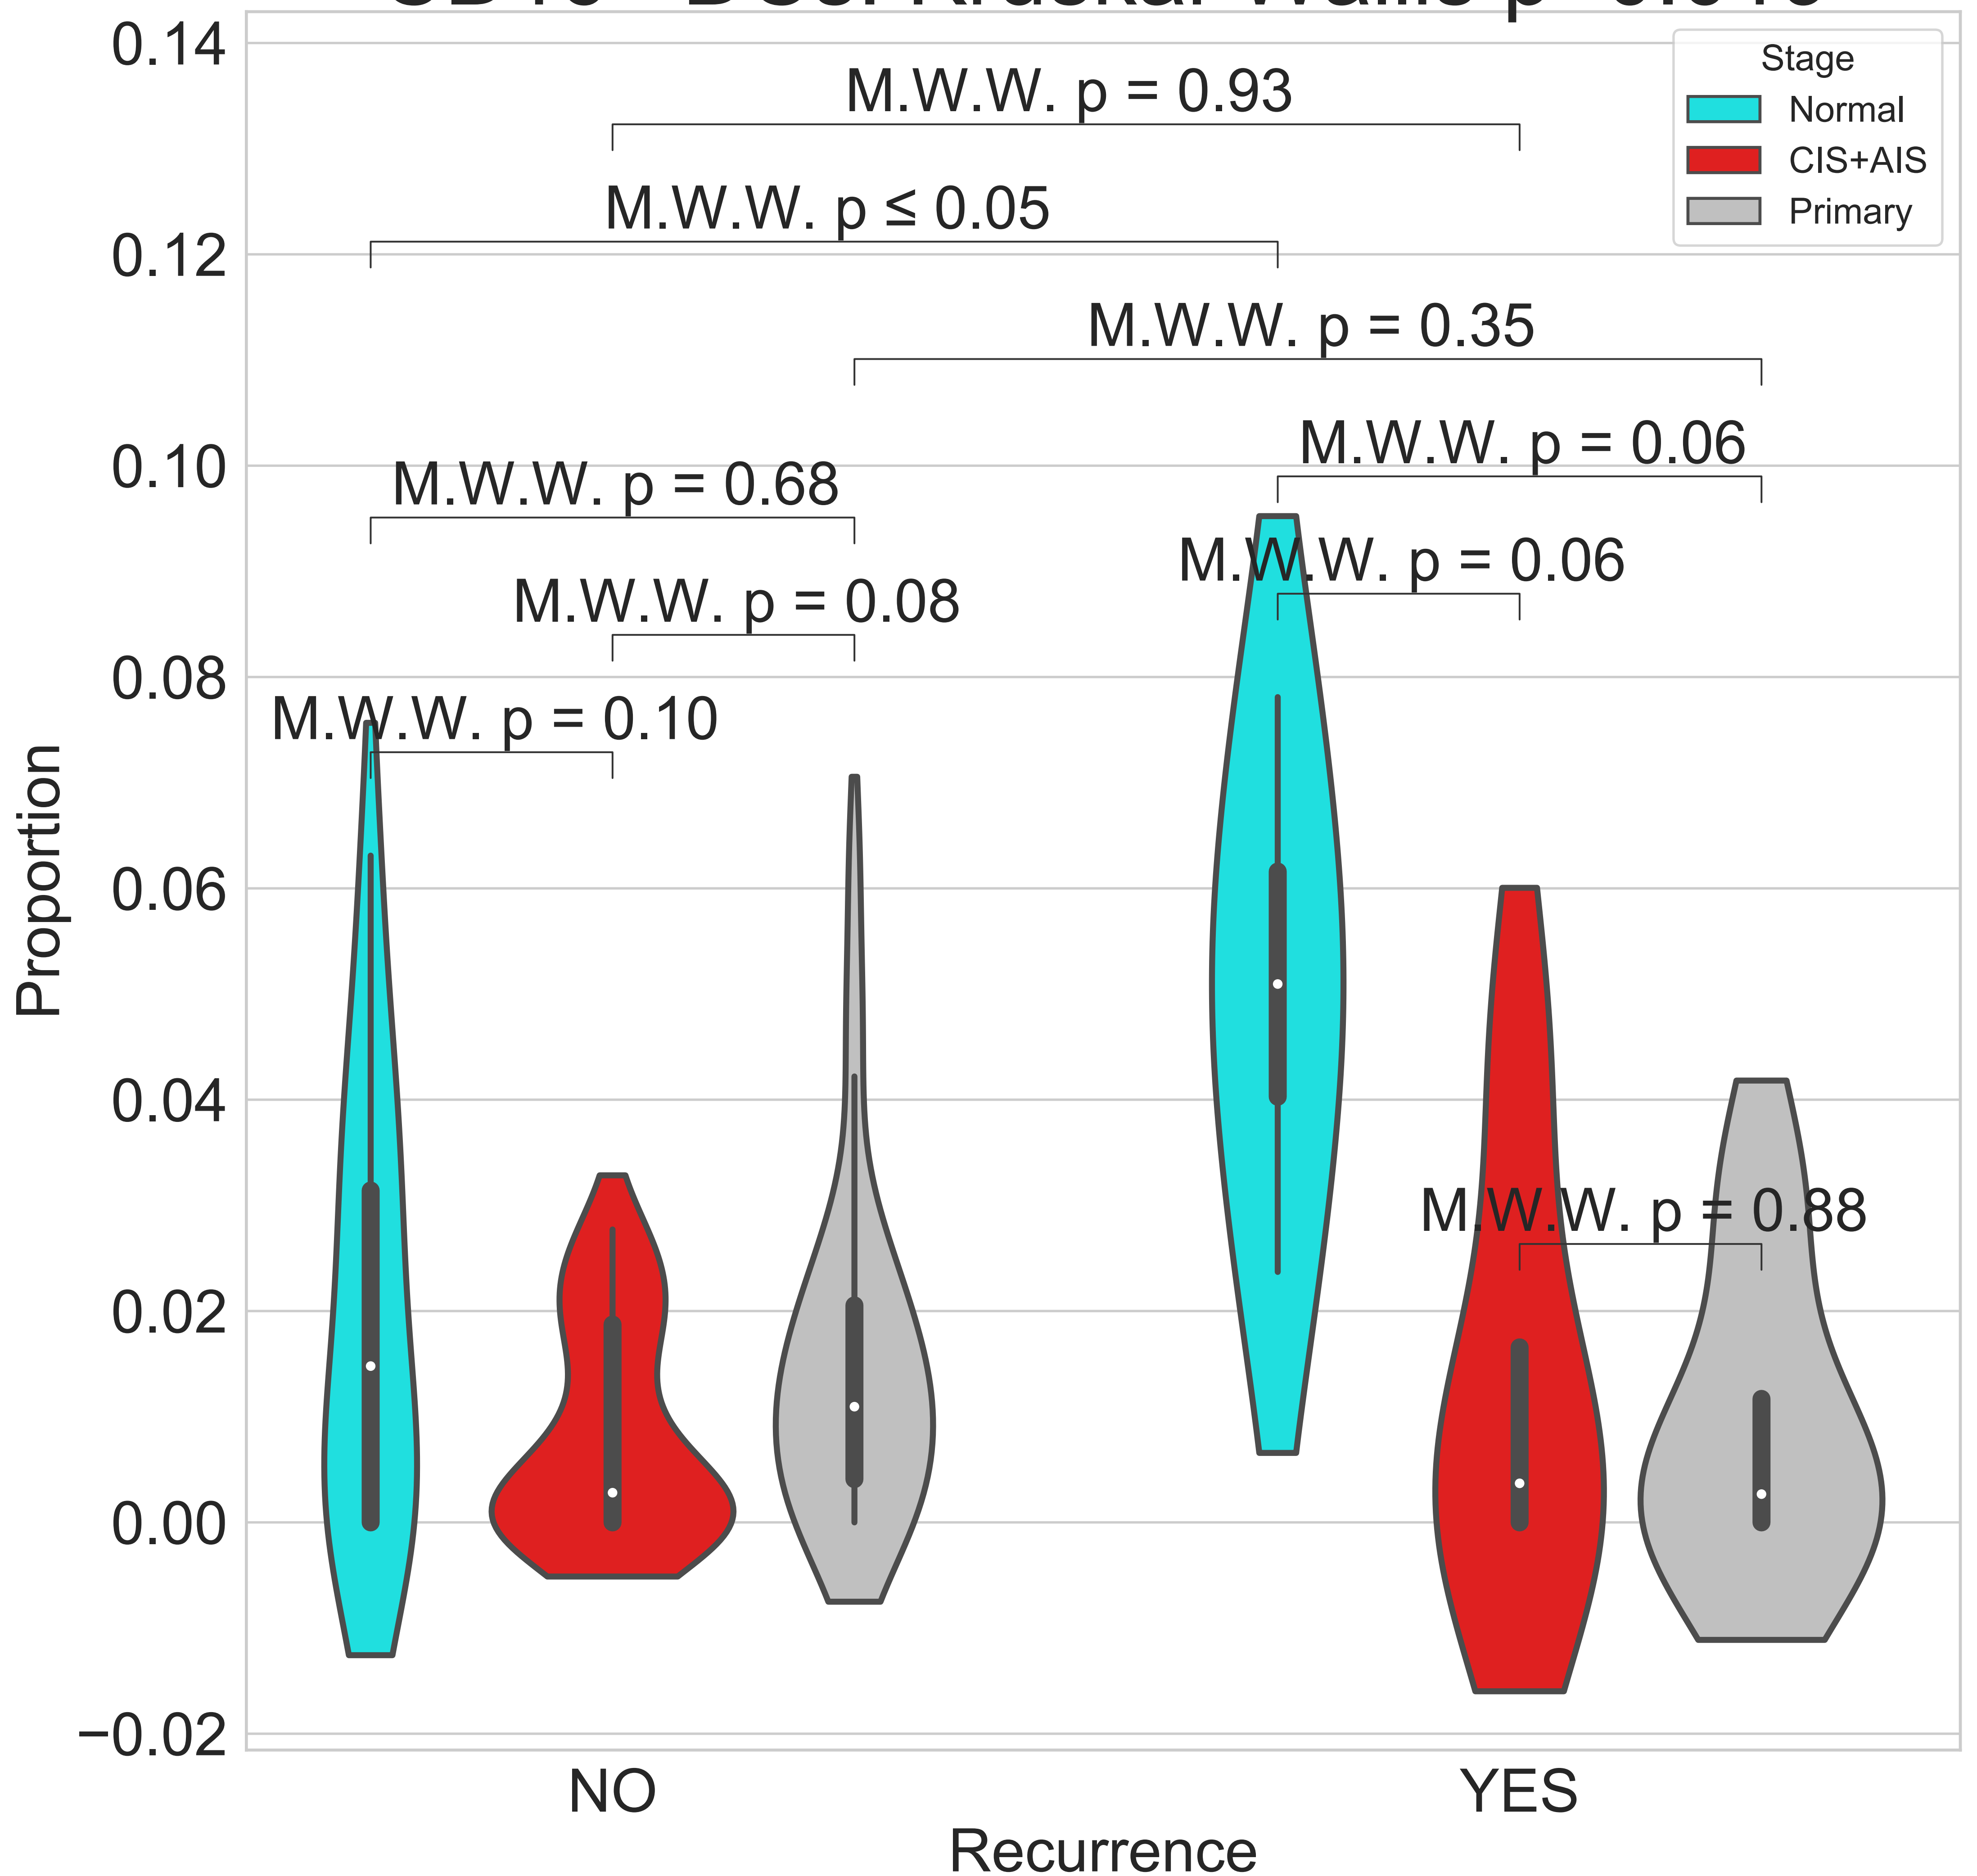 0.14
0.12
0.10
0.08
0.06
0.04
0.02
0.00
−0.02
Proportion
M.W.W. p = 0.93
M.W.W. p ≤ 0.05
M.W.W. p = 0.35
M.W.W. p = 0.06
M.W.W. p = 0.68
M.W.W. p = 0.06
M.W.W. p = 0.08
M.W.W. p = 0.10
M.W.W. p = 0.88
Stage
Normal
CIS+AIS
Primary
NO
YES
Recurrence